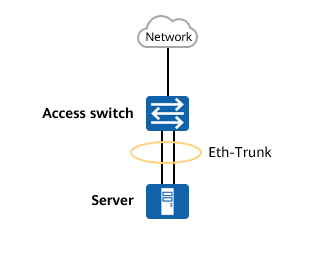 Network
Access switch
Eth-Trunk
Server